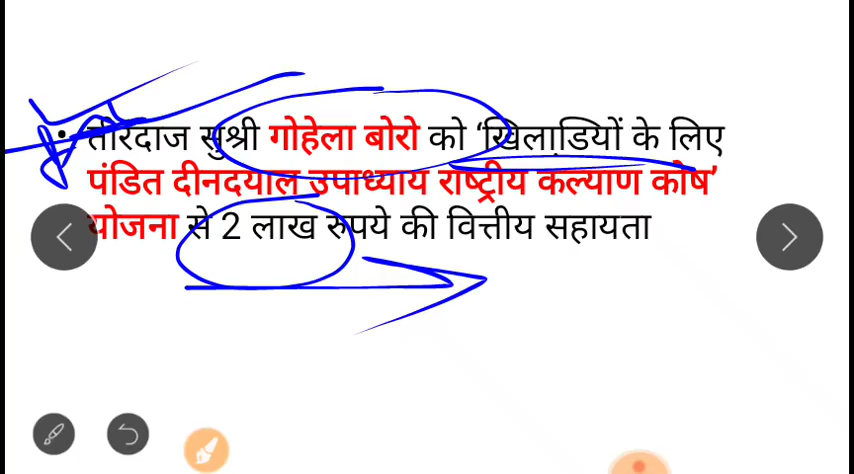 • तीरंदाज सुश्री गोहेला बोरो को ‘खिलाड़ियों के लिए
पंडित दीनदयाल उपाध्याय राष्ट्रीय कल्याण कोष’
योजना से 2 लाख रुपये की वित्तीय सहायता